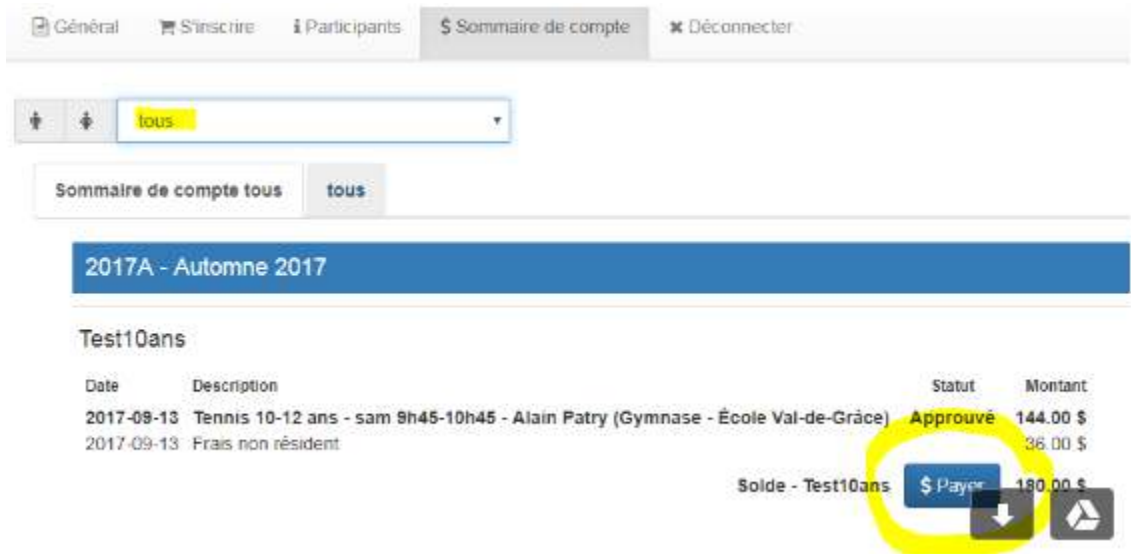 Général S'inscrire Participants $ Sommaire de compte Déconnecter
tous
Sommaire de compte tous tous
2017A - Automne 2017
Test10ans
Date Description Statut Montant
2017-09-13 Tennis 10-12 ans - sam 9h45-10h45 - Alain Patry (Gymnase - École Val-de-Grâce) Approuvé 144.00 $
2017-09-13 Frais non résident 36.00 $
Solde - Test10ans $ Payer 180.00 $